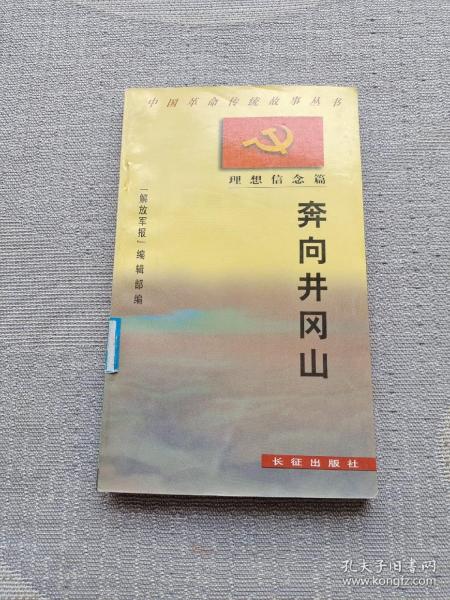 中国革命传统故事丛书
理想信念篇
奔向井冈山
「解放军报」编辑部编
长征出版社
孔夫子旧书网
www.kongfz.com